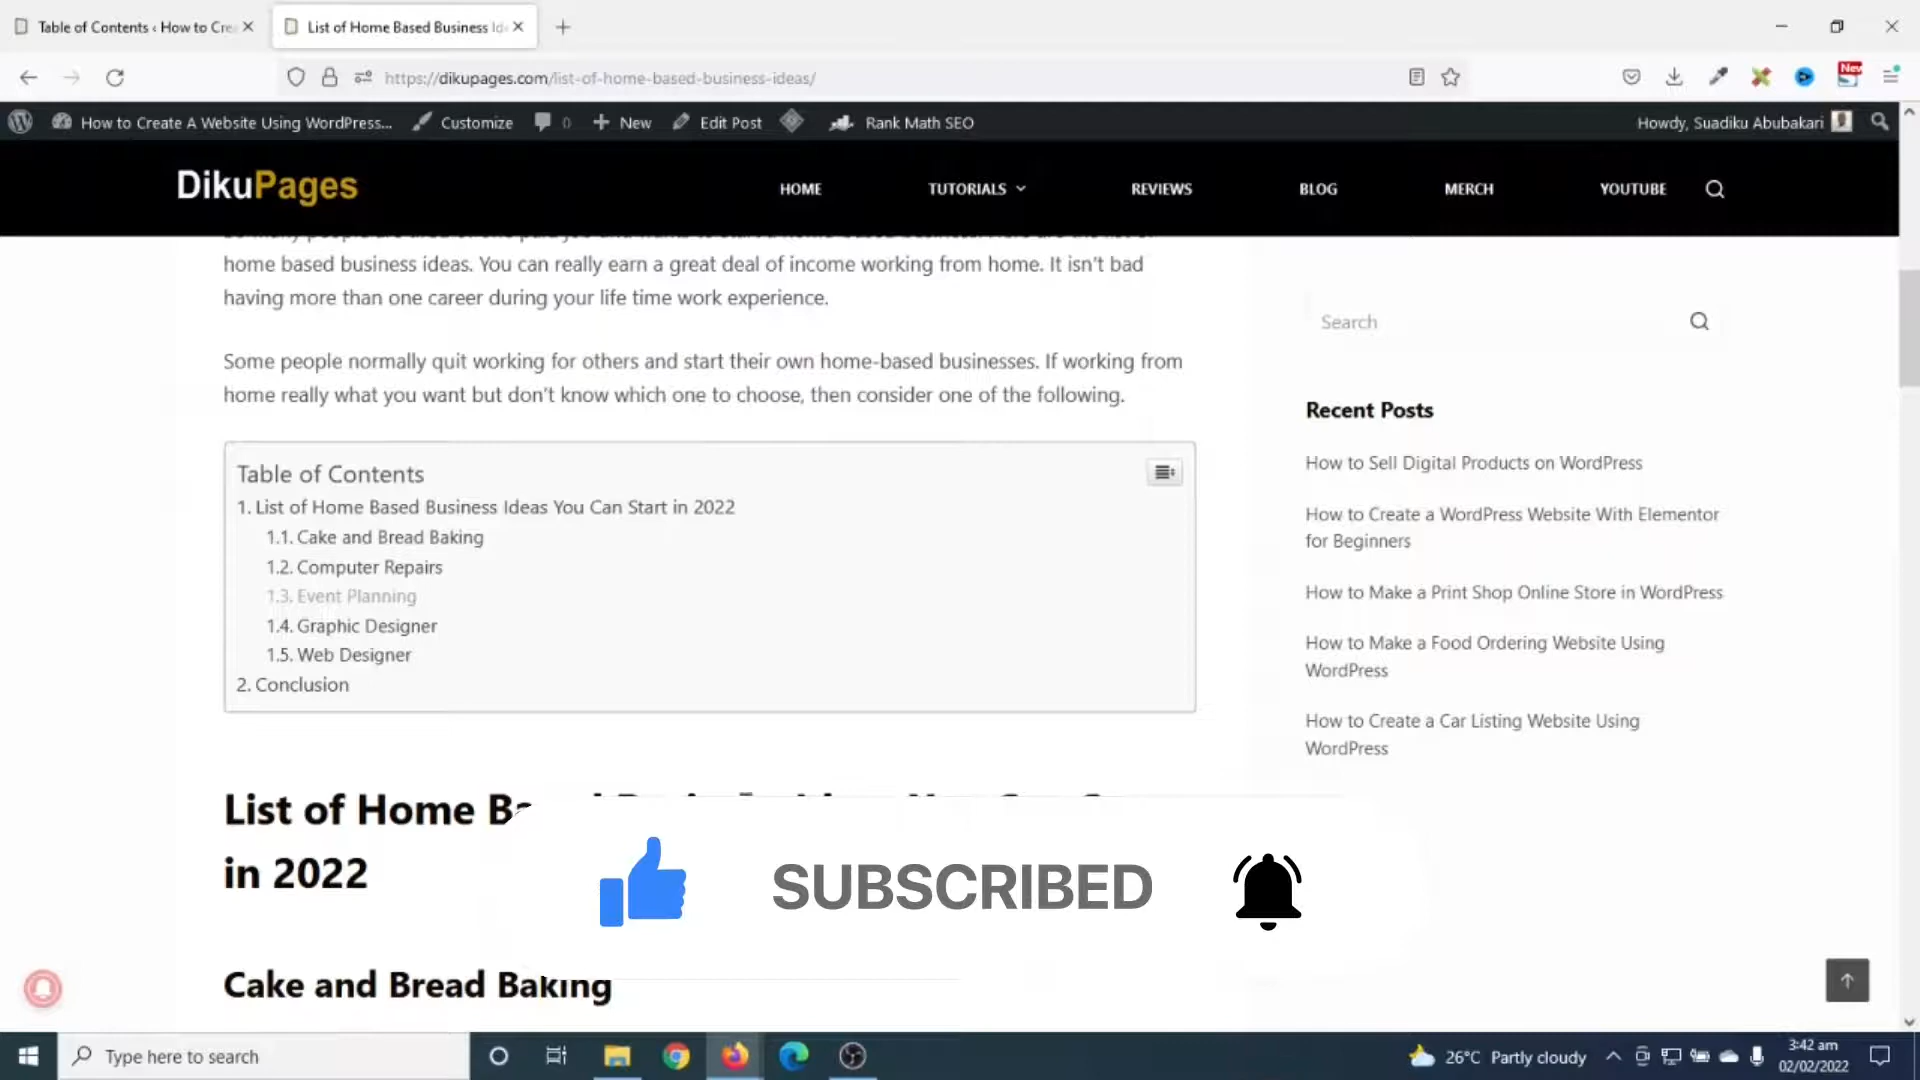 Table of Contents ‹ How to Cre
List of Home Based Business Id
https://dikupages.com/list-of-home-based-business-ideas/
New
How to Create A Website Using WordPress...
Customize
0
New
Edit Post
Rank Math SEO
Howdy, Suadiku Abubakari
DikuPages
HOME
TUTORIALS
REVIEWS
BLOG
MERCH
YOUTUBE
home based business ideas. You can really earn a great deal of income working from home. It isn't bad
having more than one career during your life time work experience.
Some people normally quit working for others and start their own home-based businesses. If working from
home really what you want but don't know which one to choose, then consider one of the following.
Table of Contents
1. List of Home Based Business Ideas You Can Start in 2022
1.1. Cake and Bread Baking
1.2. Computer Repairs
1.3. Event Planning
1.4. Graphic Designer
1.5. Web Designer
2. Conclusion
List of Home
in 2022
Cake and Bread Baking
Search
Recent Posts
How to Sell Digital Products on WordPress
How to Create a WordPress Website With Elementor
for Beginners
How to Make a Print Shop Online Store in WordPress
How to Make a Food Ordering Website Using
WordPress
How to Create a Car Listing Website Using
WordPress
SUBSCRIBED
Type here to search
26°C Partly cloudy
3:42 am
02/02/2022